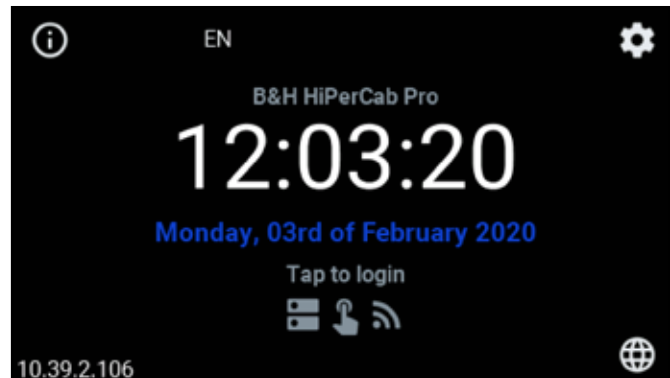 EN
B&H HiPerCab Pro
12:03:20
Monday, 03rd of February 2020
Tap to login
10.39.2.106